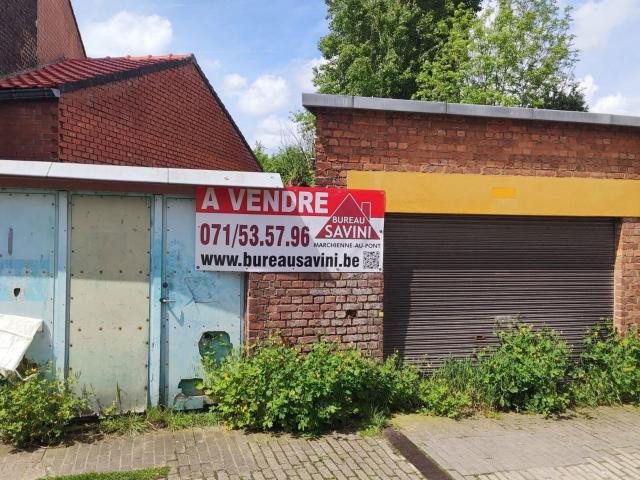 A VENDRE
071/53.57.96
BUREAU
SAVINI
MARCHIENNE-AU-PONT
www.bureausavini.be